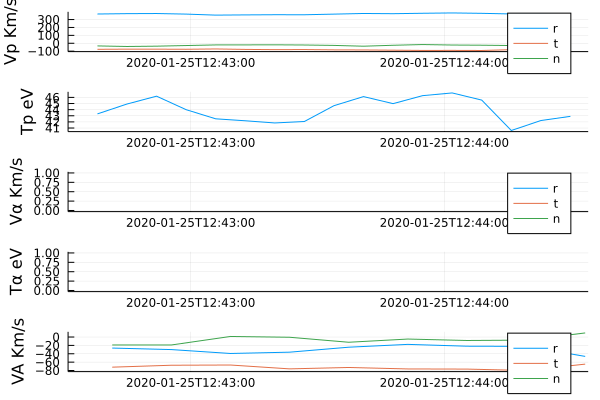 Vp Km/s
300
200
100
0
−100
2020-01-25T12:43:00
2020-01-25T12:44:00
r
t
n
Tp eV
46
45
44
43
42
41
2020-01-25T12:43:00
2020-01-25T12:44:00
Vα Km/s
1.00
0.75
0.50
0.25
0.00
2020-01-25T12:43:00
2020-01-25T12:44:00
r
t
n
Tα eV
1.00
0.75
0.50
0.25
0.00
2020-01-25T12:43:00
2020-01-25T12:44:00
VA Km/s
0
−20
−40
−60
−80
2020-01-25T12:43:00
2020-01-25T12:44:00
r
t
n